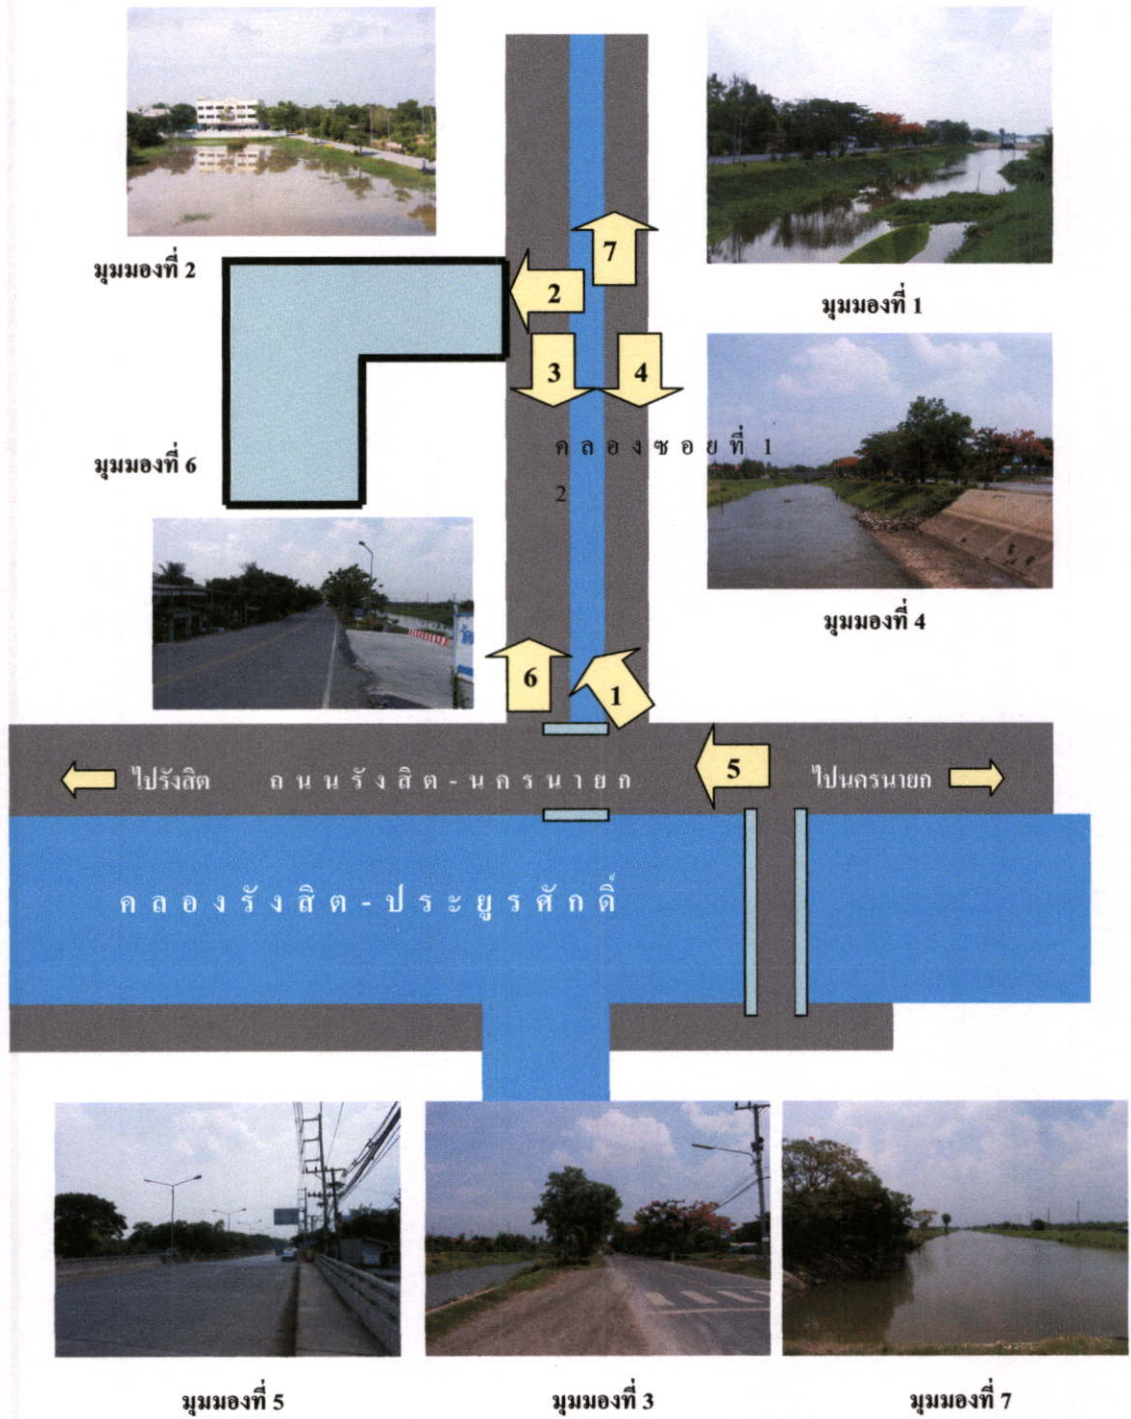 มุมมองที่ 2
มุมมองที่ 1
7
2
3
4
มุมมองที่ 6
คลองซอยที่ 1
2
มุมมองที่ 4
6
1
5
ไปรังสิต ถนนรังสิต-นครนายก ไปนครนายก
คลองรังสิต-ประยูรศักดิ์
มุมมองที่ 5 มุมมองที่ 3 มุมมองที่ 7